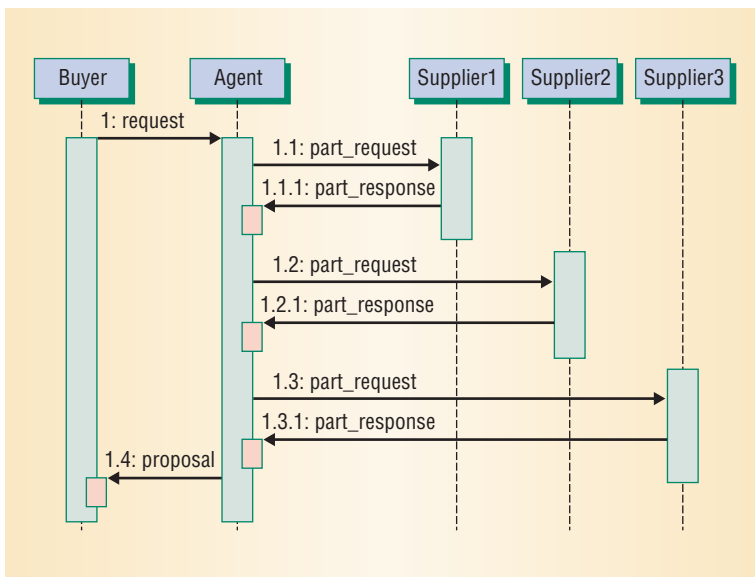 Buyer
Agent
Supplier1
Supplier2
Supplier3
1: request
1.1: part_request
1.1.1: part_response
1.2: part_request
1.2.1: part_response
1.3: part_request
1.3.1: part_response
1.4: proposal